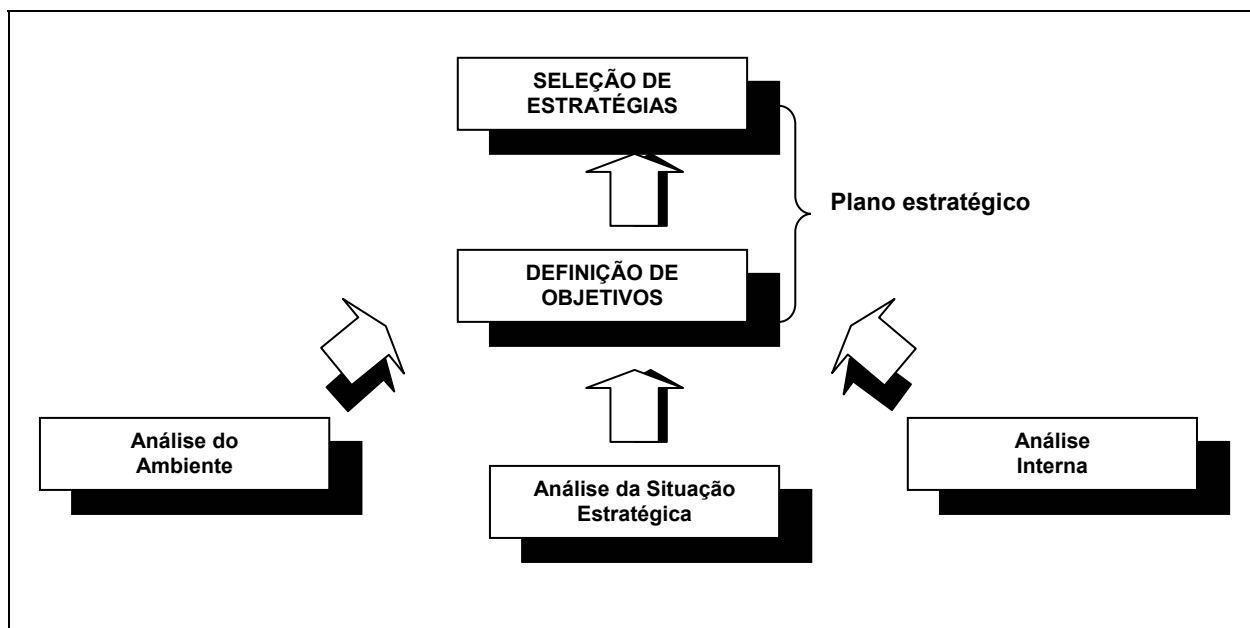 SELEÇÃO DE
ESTRATÉGIAS
Plano estratégico
DEFINIÇÃO DE
OBJETIVOS
Análise do
Ambiente
Análise da Situação
Estratégica
Análise
Interna